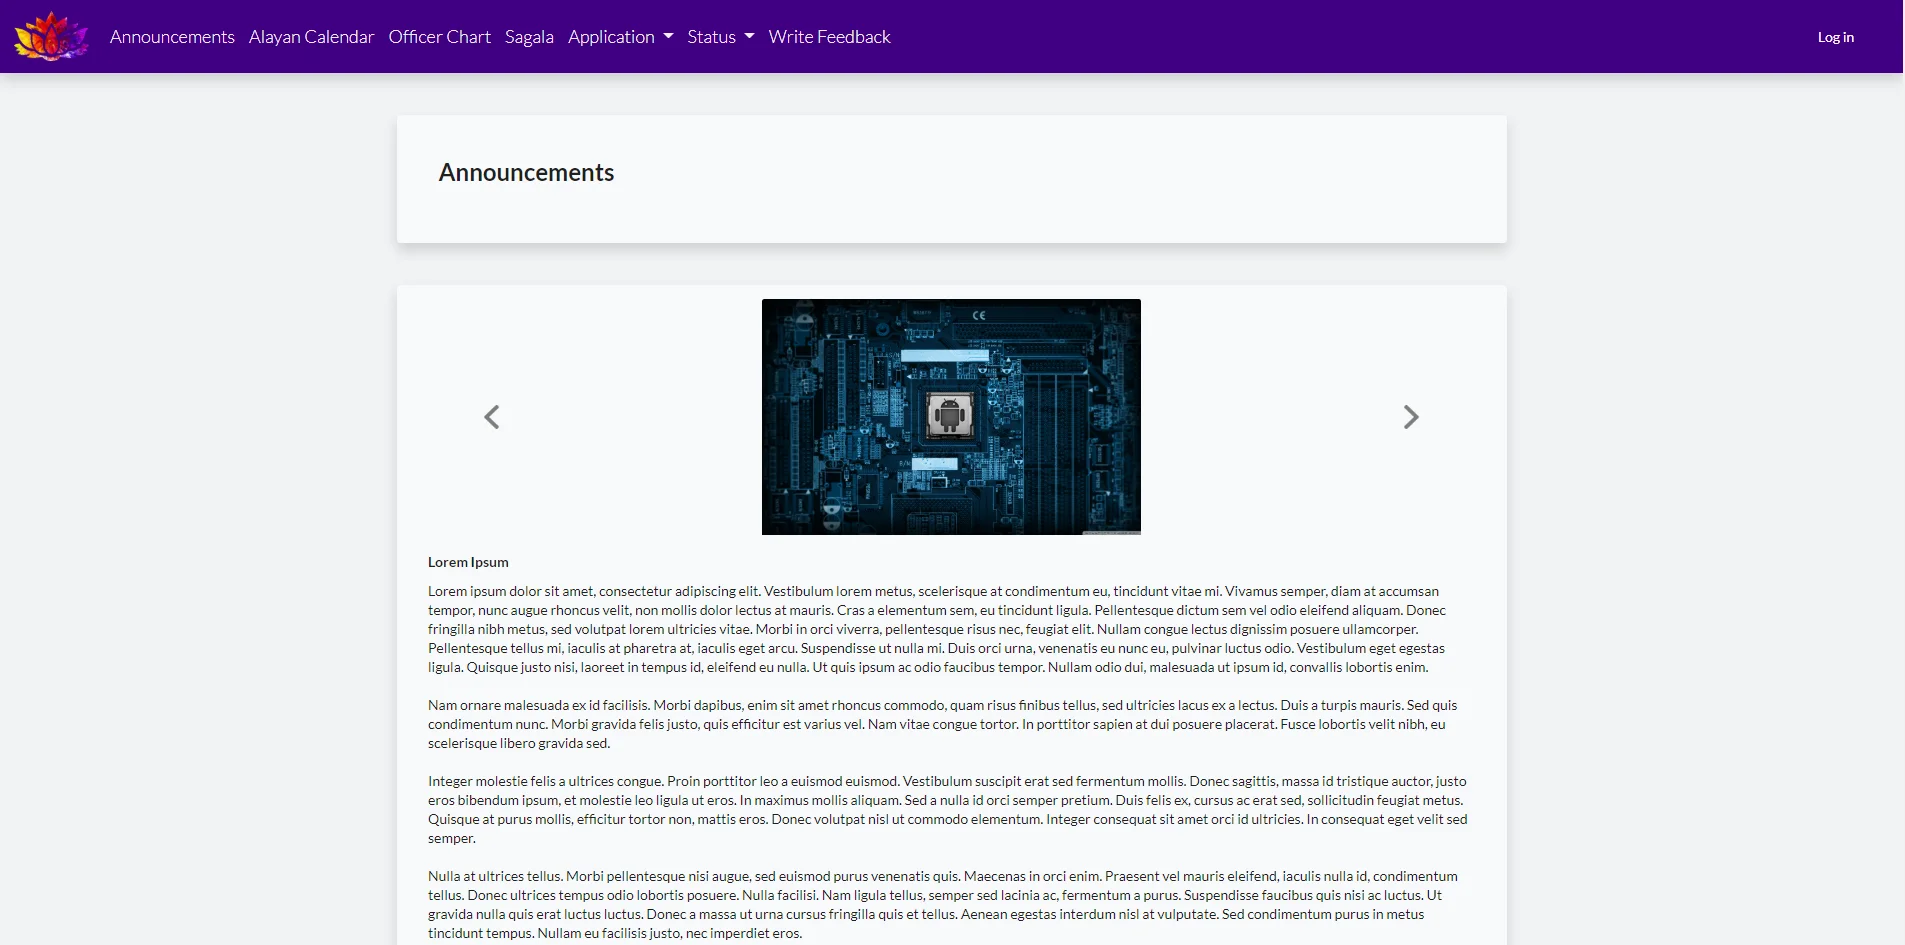 Announcements
Alayan Calendar
Officer Chart
Sagala
Application
Status
Write Feedback
Log in
Announcements
CE
Lorem Ipsum
Lorem ipsum dolor sit amet, consectetur adipiscing elit. Vestibulum lorem metus, scelerisque at condimentum eu, tincidunt vitae mi. Vivamus semper, diam at accumsan
tempor, nunc augue rhoncus velit, non mollis dolor lectus at mauris. Cras a elementum sem, eu tincidunt ligula. Pellentesque dictum sem vel odio eleifend aliquam. Donec
fringilla nibh metus, sed volutpat lorem ultricies vitae. Morbi in orci viverra, pellentesque risus nec, feugiat elit. Nullam congue lectus dignissim posuere ullamcorper.
Pellentesque tellus mi, iaculis at pharetra at, iaculis eget arcu. Suspendisse ut nulla mi. Duis orci urna, venenatis eu nunc eu, pulvinar luctus odio. Vestibulum eget egestas
ligula. Quisque justo nisi, laoreet in tempus id, eleifend eu nulla. Ut quis ipsum ac odio faucibus tempor. Nullam odio dui, malesuada ut ipsum id, convallis lobortis enim.
Nam ornare malesuada ex id facilisis. Morbi dapibus, enim sit amet rhoncus commodo, quam risus finibus tellus, sed ultricies lacus ex a lectus. Duis a turpis mauris. Sed quis
condimentum nunc. Morbi gravida felis justo, quis efficitur est varius vel. Nam vitae congue tortor. In porttitor sapien at dui posuere placerat. Fusce lobortis velit nibh, eu
scelerisque libero gravida sed.
Integer molestie felis a ultrices congue. Proin porttitor leo a euismod euismod. Vestibulum suscipit erat sed fermentum mollis. Donec sagittis, massa id tristique auctor, justo
eros bibendum ipsum, et molestie leo ligula ut eros. In maximus mollis aliquam. Sed a nulla id orci semper pretium. Duis felis ex, cursus ac erat sed, sollicitudin feugiat metus.
Quisque at purus mollis, efficitur tortor non, mattis eros. Donec volutpat nisl ut commodo elementum. Integer consequat sit amet orci id ultricies. In consequat eget velit sed
semper.
Nulla at ultrices tellus. Morbi pellentesque nisi augue, sed euismod purus venenatis quis. Maecenas in orci enim. Praesent vel mauris eleifend, iaculis nulla id, condimentum
tellus. Donec ultrices tempus odio lobortis posuere. Nulla facilisi. Nam ligula tellus, semper sed lacinia ac, fermentum a purus. Suspendisse faucibus quis nisi ac luctus. Ut
gravida nulla quis erat luctus luctus. Donec a massa ut urna cursus fringilla quis et tellus. Aenean egestas interdum nisl at vulputate. Sed condimentum purus in metus
tincidunt tempus. Nullam eu facilisis justo, nec imperdiet eros.